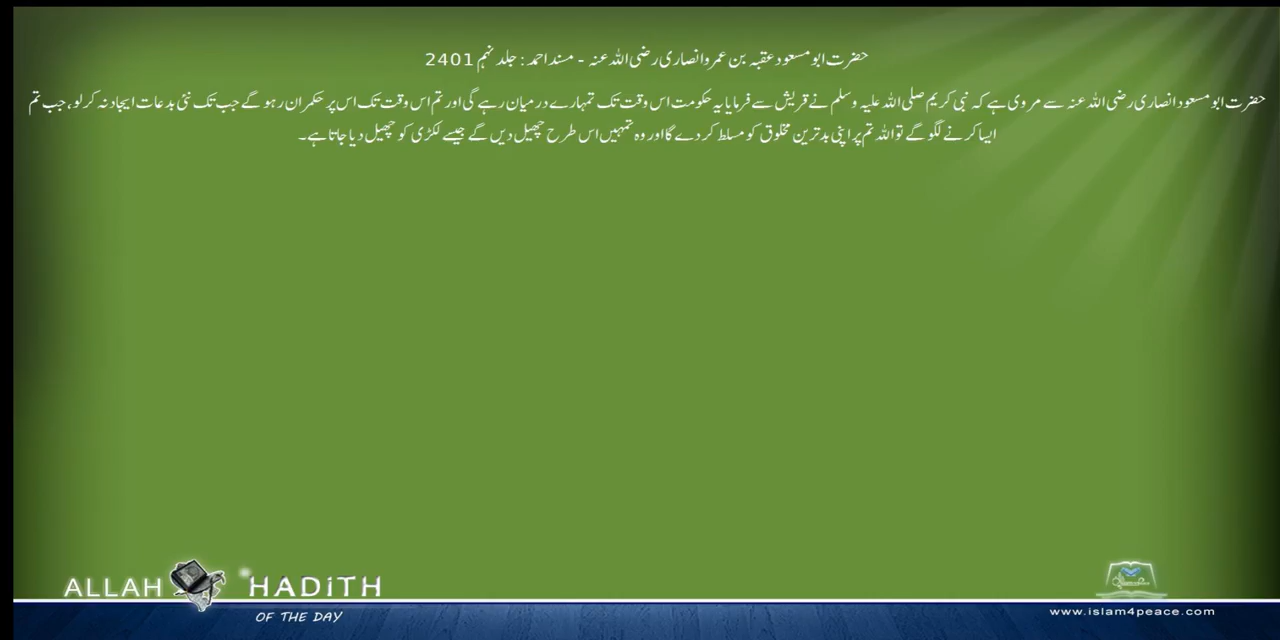 حضرت ابو مسعود عقبہ بن عمرو انصاری رضی اللہ عنہ - مسند احمد : جلد نہم 2401
حضرت ابو مسعود انصاری رضی اللہ عنہ سے مروی ہے کہ نبی کریم صلی اللہ علیہ وسلم نے قریش سے فرمایا یہ حکومت اس وقت تک تمہارے درمیان رہے گی اور تم اس وقت تک اس پر حکمران رہو گے جب تک نئی بدعات ایجاد نہ کرلو، جب تم
ایسا کرنے لگو گے تو اللہ تم پر اپنی بدترین مخلوق کو مسلط کردے گا اور وہ تمہیں اس طرح چھیل دیں گے جیسے لکڑی کو چھیل دیا جاتا ہے۔
ALLAH HADITH
OF THE DAY
www.islam4peace.com